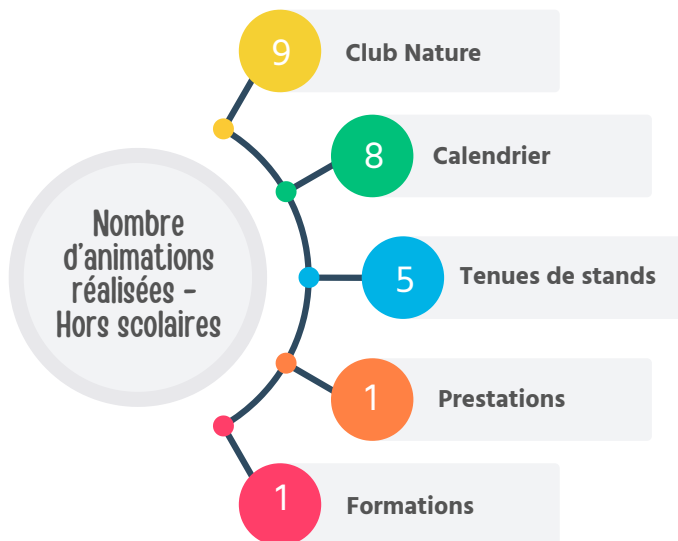 Nombre
d'animations
réalisées -
Hors scolaires
9 Club Nature
8 Calendrier
5 Tenues de stands
1 Prestations
1 Formations